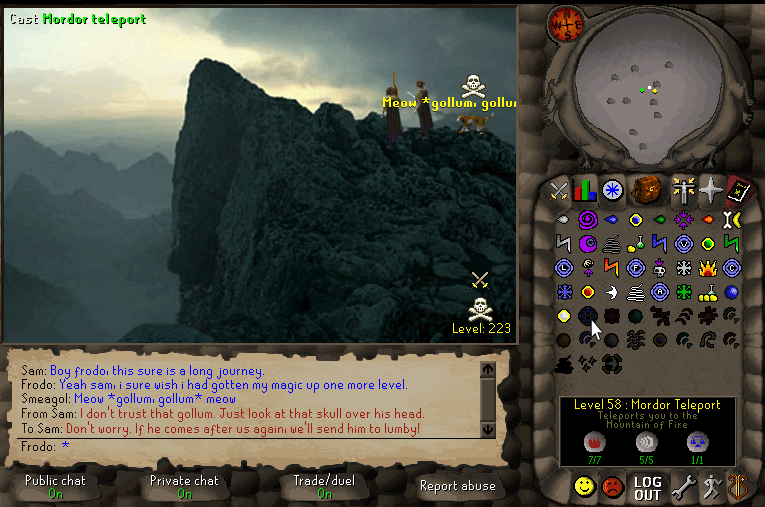 Cast Mordor teleport
Meow *gollum, gollu
Level: 223
Sam: Boy frodo, this sure is a long journey.
Frodo: Yeah sam, i sure wish i had gotten my magic up one more level.
Smeagol: Meow *gollum, gollum* meow
From Sam: I don't trust that gollum. Just look at that skull over his head.
To Sam: Don't worry. If he comes after us again, we'll send him to lumby!
Frodo: *
Level 58 : Mordor Teleport
Teleports you to the
Mountain of Fire
7/7 5/5 1/1
Public chat
On
Private chat
On
Trade/duel
On
Report abuse
LOG
OUT